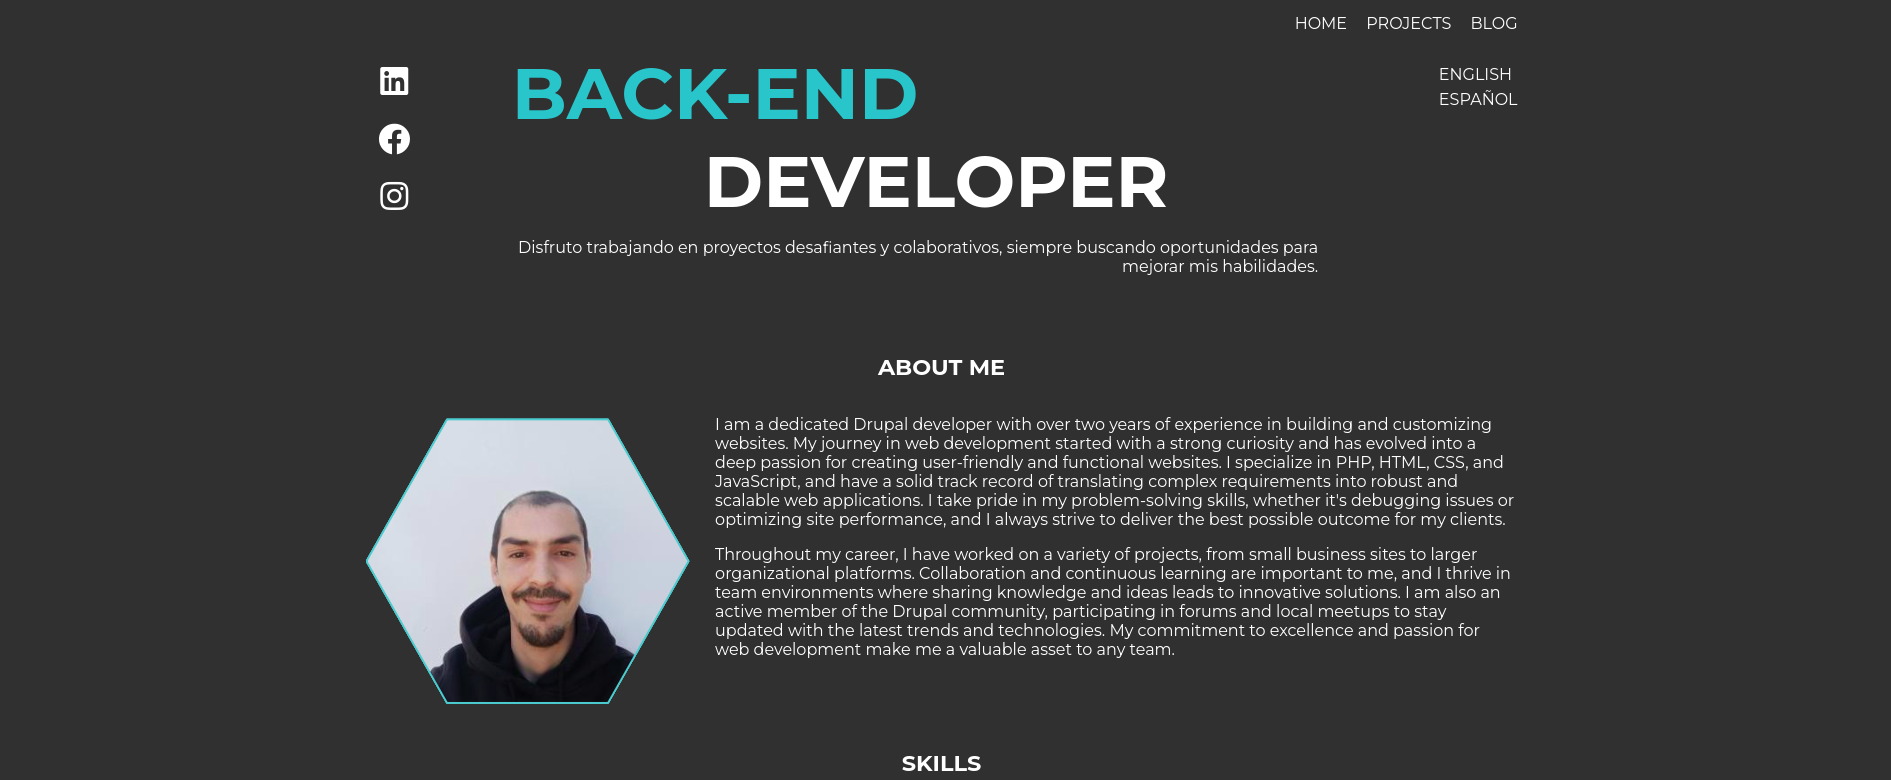 HOME PROJECTS BLOG
BACK-END
ENGLISH
ESPAÑOL
DEVELOPER
Disfruto trabajando en proyectos desafiantes y colaborativos, siempre buscando oportunidades para
mejorar mis habilidades.
ABOUT ME
I am a dedicated Drupal developer with over two years of experience in building and customizing
websites. My journey in web development started with a strong curiosity and has evolved into a
deep passion for creating user-friendly and functional websites. I specialize in PHP, HTML, CSS, and
JavaScript, and have a solid track record of translating complex requirements into robust and
scalable web applications. I take pride in my problem-solving skills, whether it's debugging issues or
optimizing site performance, and I always strive to deliver the best possible outcome for my clients.
Throughout my career, I have worked on a variety of projects, from small business sites to larger
organizational platforms. Collaboration and continuous learning are important to me, and I thrive in
team environments where sharing knowledge and ideas leads to innovative solutions. I am also an
active member of the Drupal community, participating in forums and local meetups to stay
updated with the latest trends and technologies. My commitment to excellence and passion for
web development make me a valuable asset to any team.
SKILLS